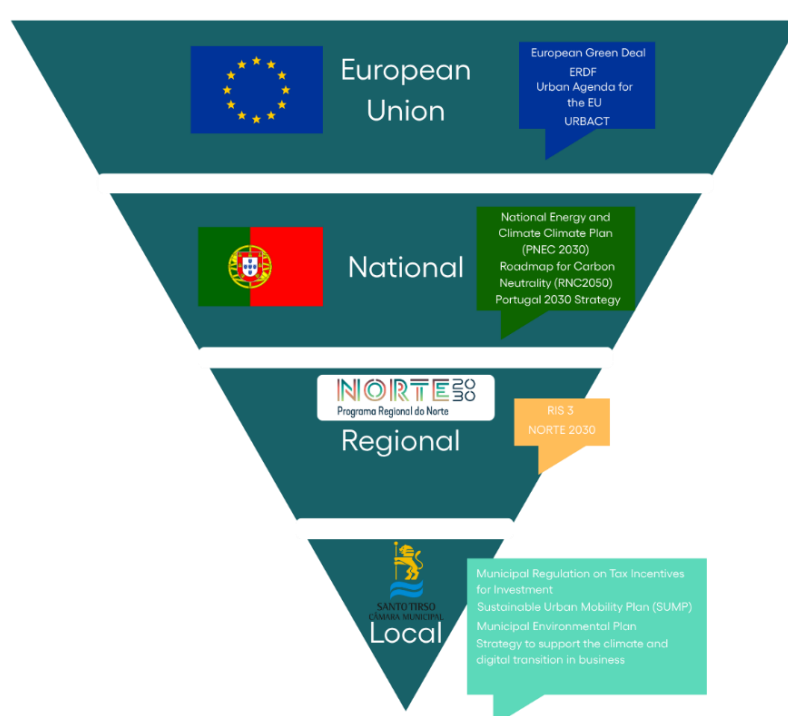 European
Union
European Green Deal
ERDF
Urban Agenda for
the EU
URBACT
National
National Energy and
Climate Climate Plan
(PNEC 2030)
Roadmap for Carbon
Neutrality (RNC2050)
Portugal 2030 Strategy
NORTE 2030
Programa Regional do Norte
Regional
RIS 3
NORTE 2030
SANTO TIRSO
CÂMARA MUNICIPAL
Local
Municipal Regulation on Tax Incentives
for Investment
Sustainable Urban Mobility Plan (SUMP)
Municipal Environmental Plan
Strategy to support the climate and
digital transition in business